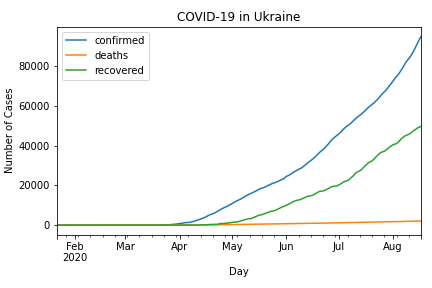 COVID-19 in Ukraine
confirmed
deaths
recovered
Number of Cases
80000
60000
40000
20000
0
Feb Mar Apr May Jun Jul Aug
2020
Day